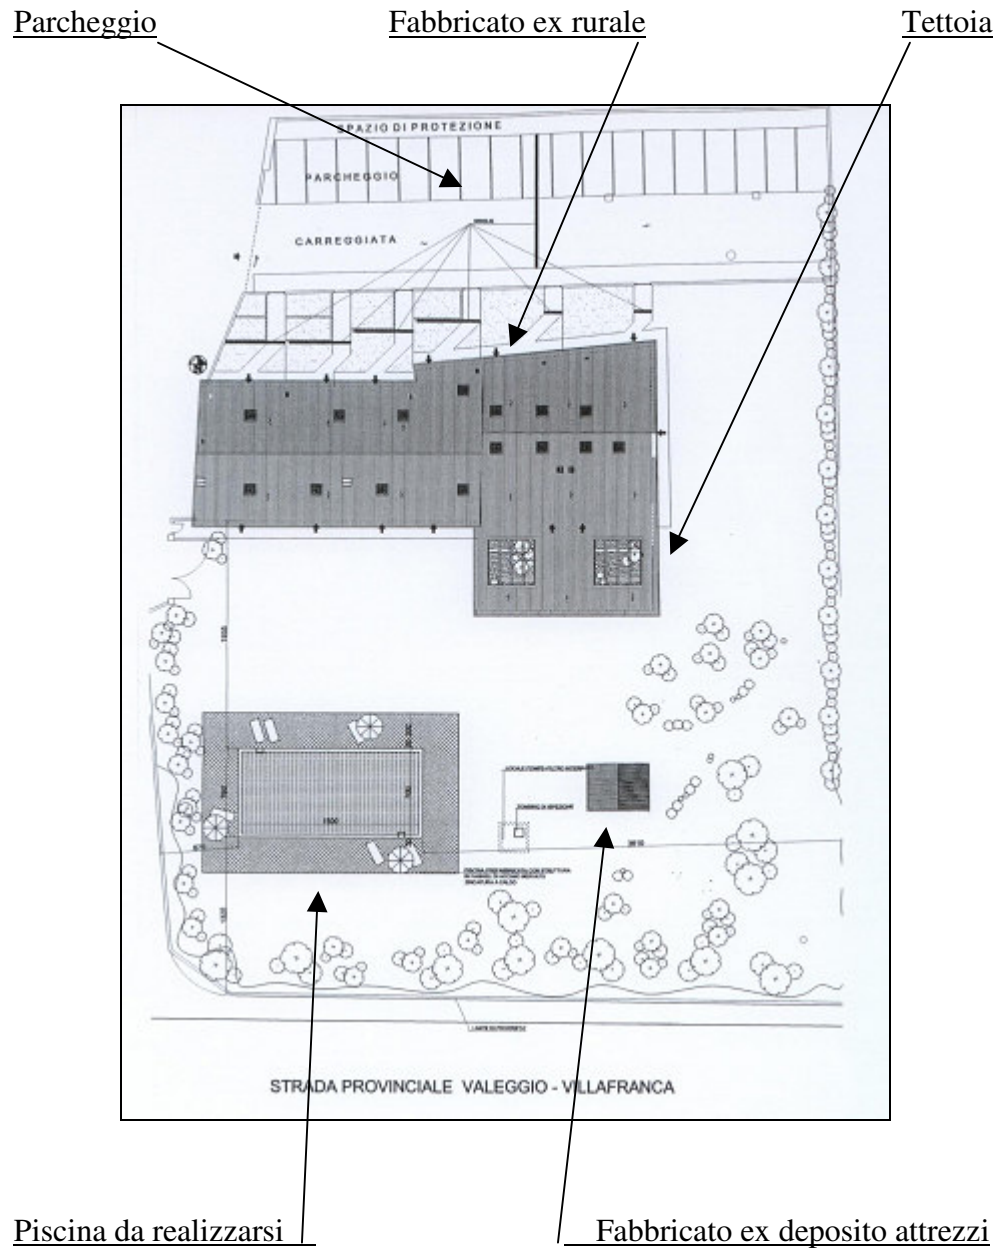 Parcheggio Fabbricato ex rurale Tettoia
SPAZIO DI PROTEZIONE
PARCHEGGIO
CARREGGIATA
1500
STRADA PROVINCIALE VALEGGIO - VILLAFRANCA
Piscina da realizzarsi Fabbricato ex deposito attrezzi